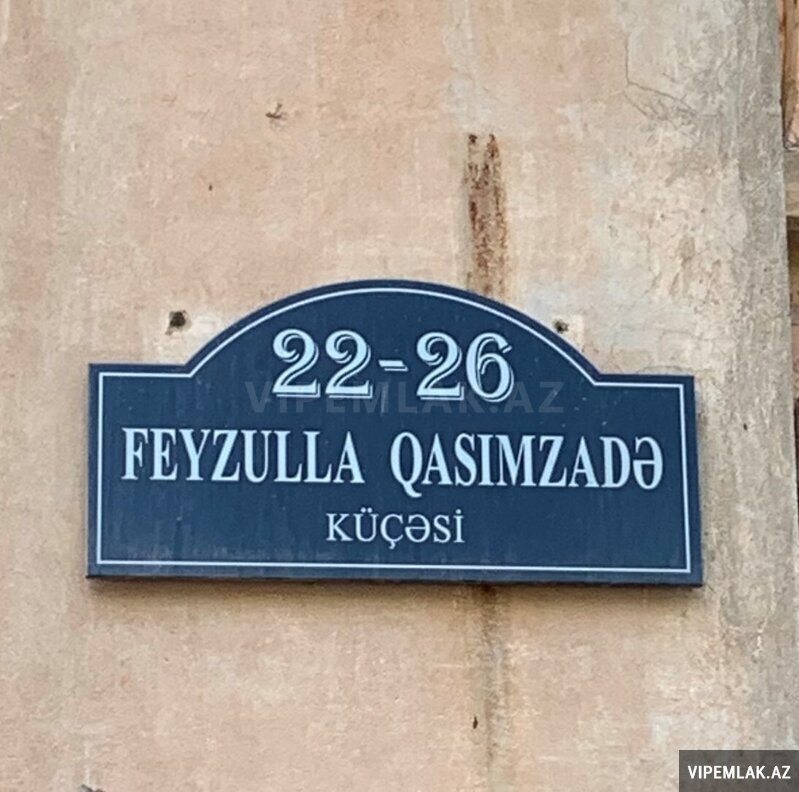 22-26
VIPEMLAK.AZ
FEYZULLA QASIMZADƏ
KÜÇƏSİ
VIPEMLAK.AZ